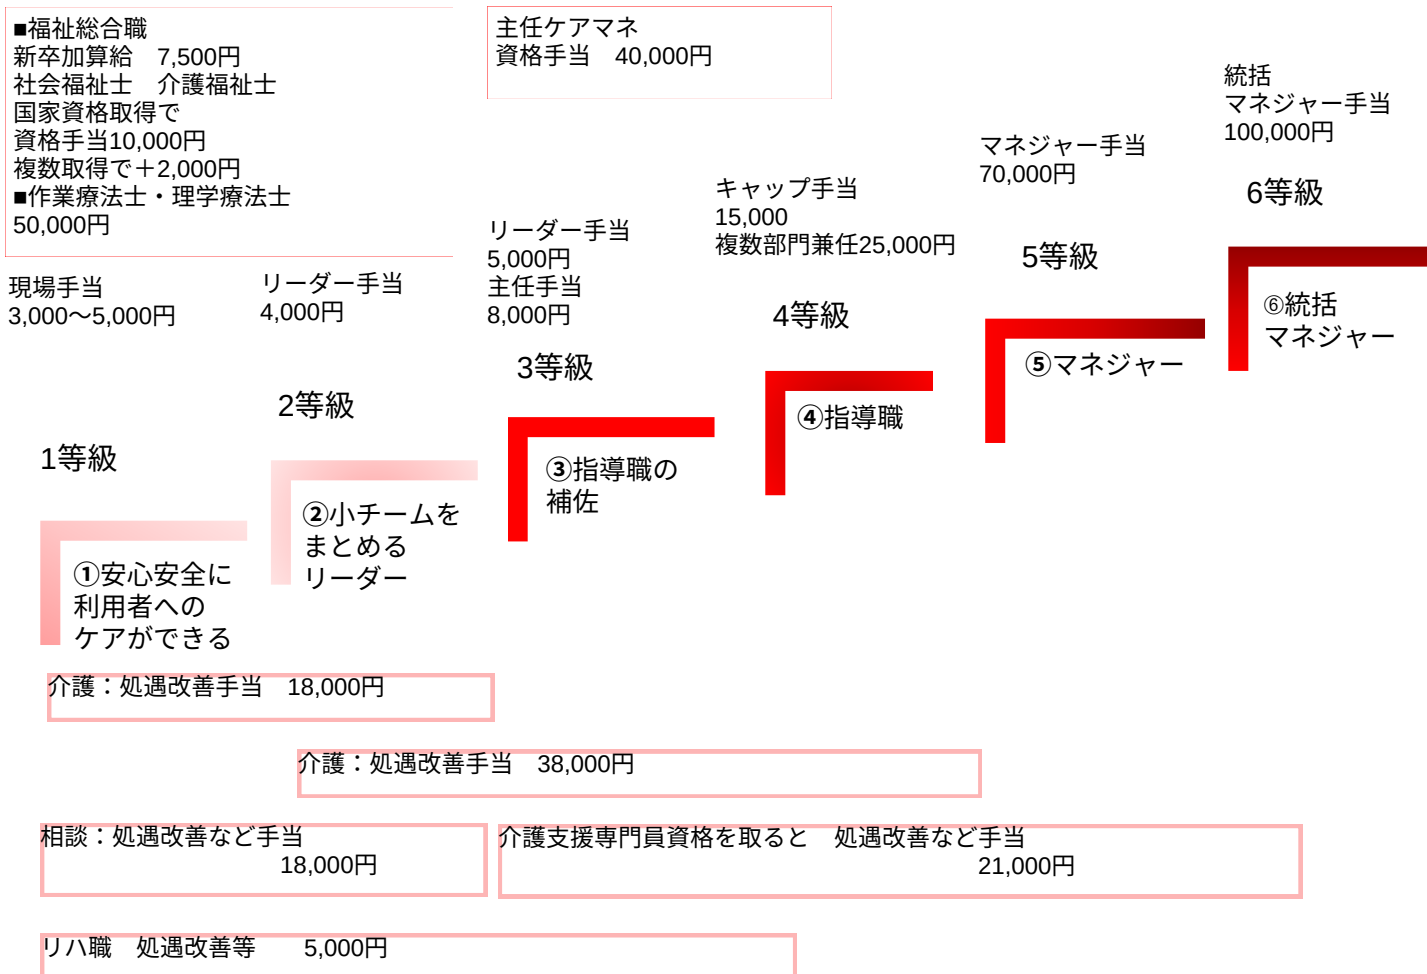 ■福祉総合職
新卒加算給　7,500円
社会福祉士　介護福祉士
国家資格取得で
資格手当10,000円
複数取得で＋2,000円
■作業療法士・理学療法士
50,000円
主任ケアマネ
資格手当　40,000円
現場手当
3,000～5,000円
リーダー手当
4,000円
リーダー手当
5,000円
主任手当
8,000円
キャップ手当
15,000
複数部門兼任25,000円
マネジャー手当
70,000円
統括
マネジャー手当
100,000円
1等級
2等級
3等級
4等級
5等級
6等級
①安心安全に
利用者への
ケアができる
②小チームを
まとめる
リーダー
③指導職の
補佐
④指導職
⑤マネジャー
⑥統括
マネジャー
介護：処遇改善手当　18,000円
介護：処遇改善手当　38,000円
相談：処遇改善など手当
18,000円
介護支援専門員資格を取ると　処遇改善など手当
21,000円
リハ職　処遇改善等　　5,000円